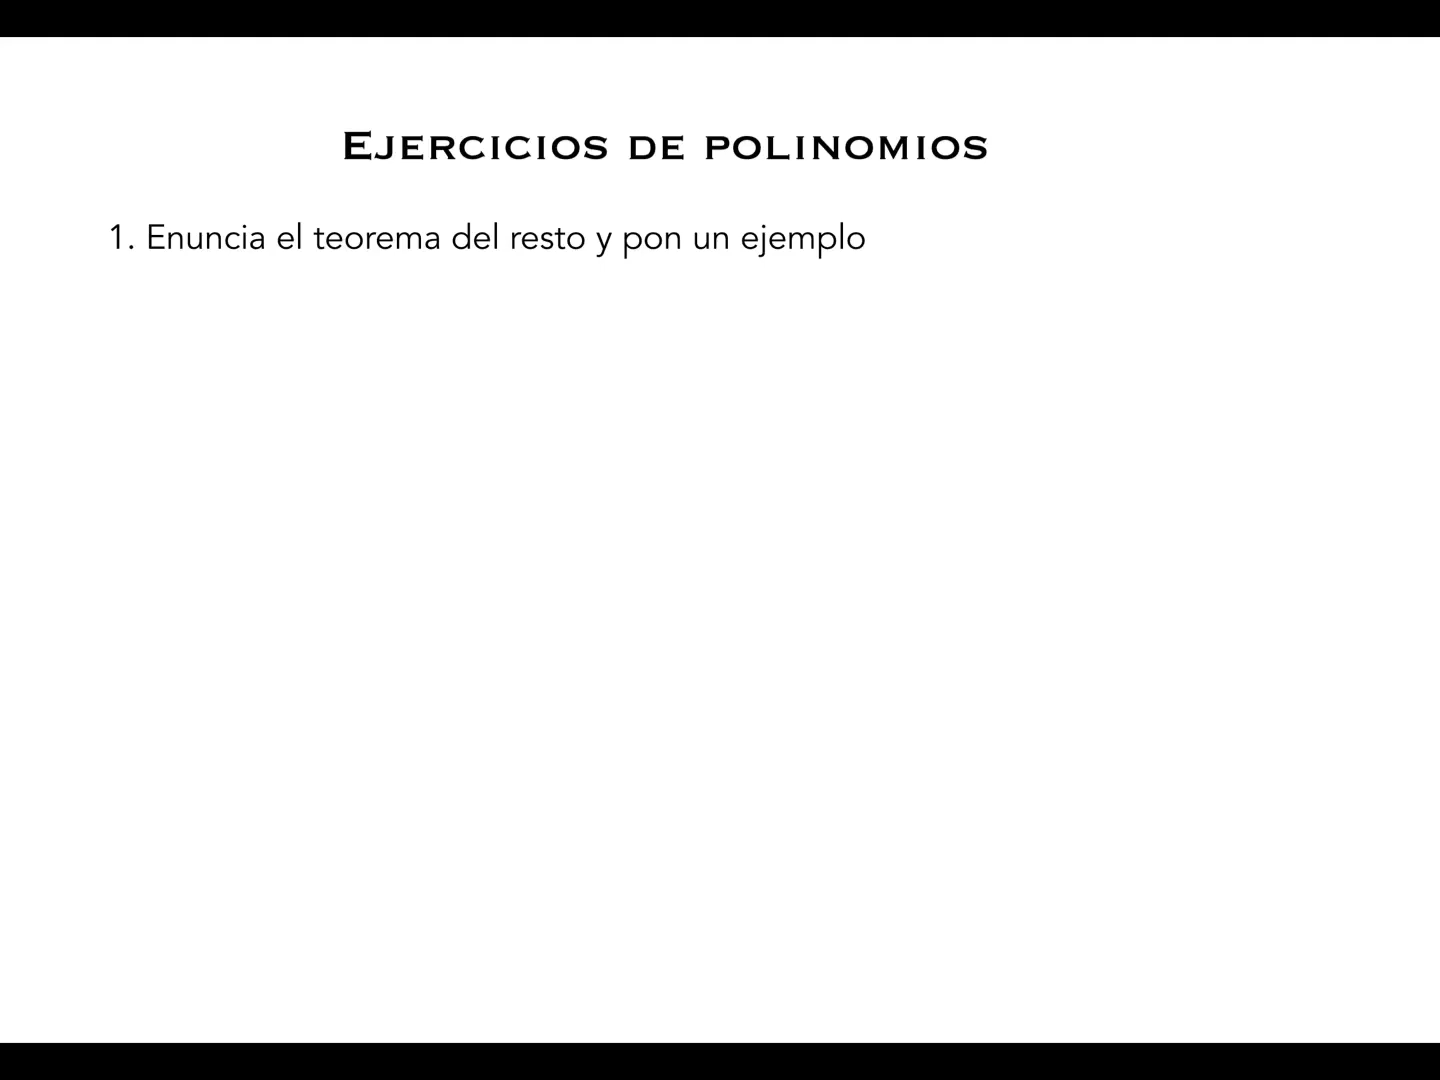 Ejercicios de polinomios
1. Enuncia el teorema del resto y pon un ejemplo